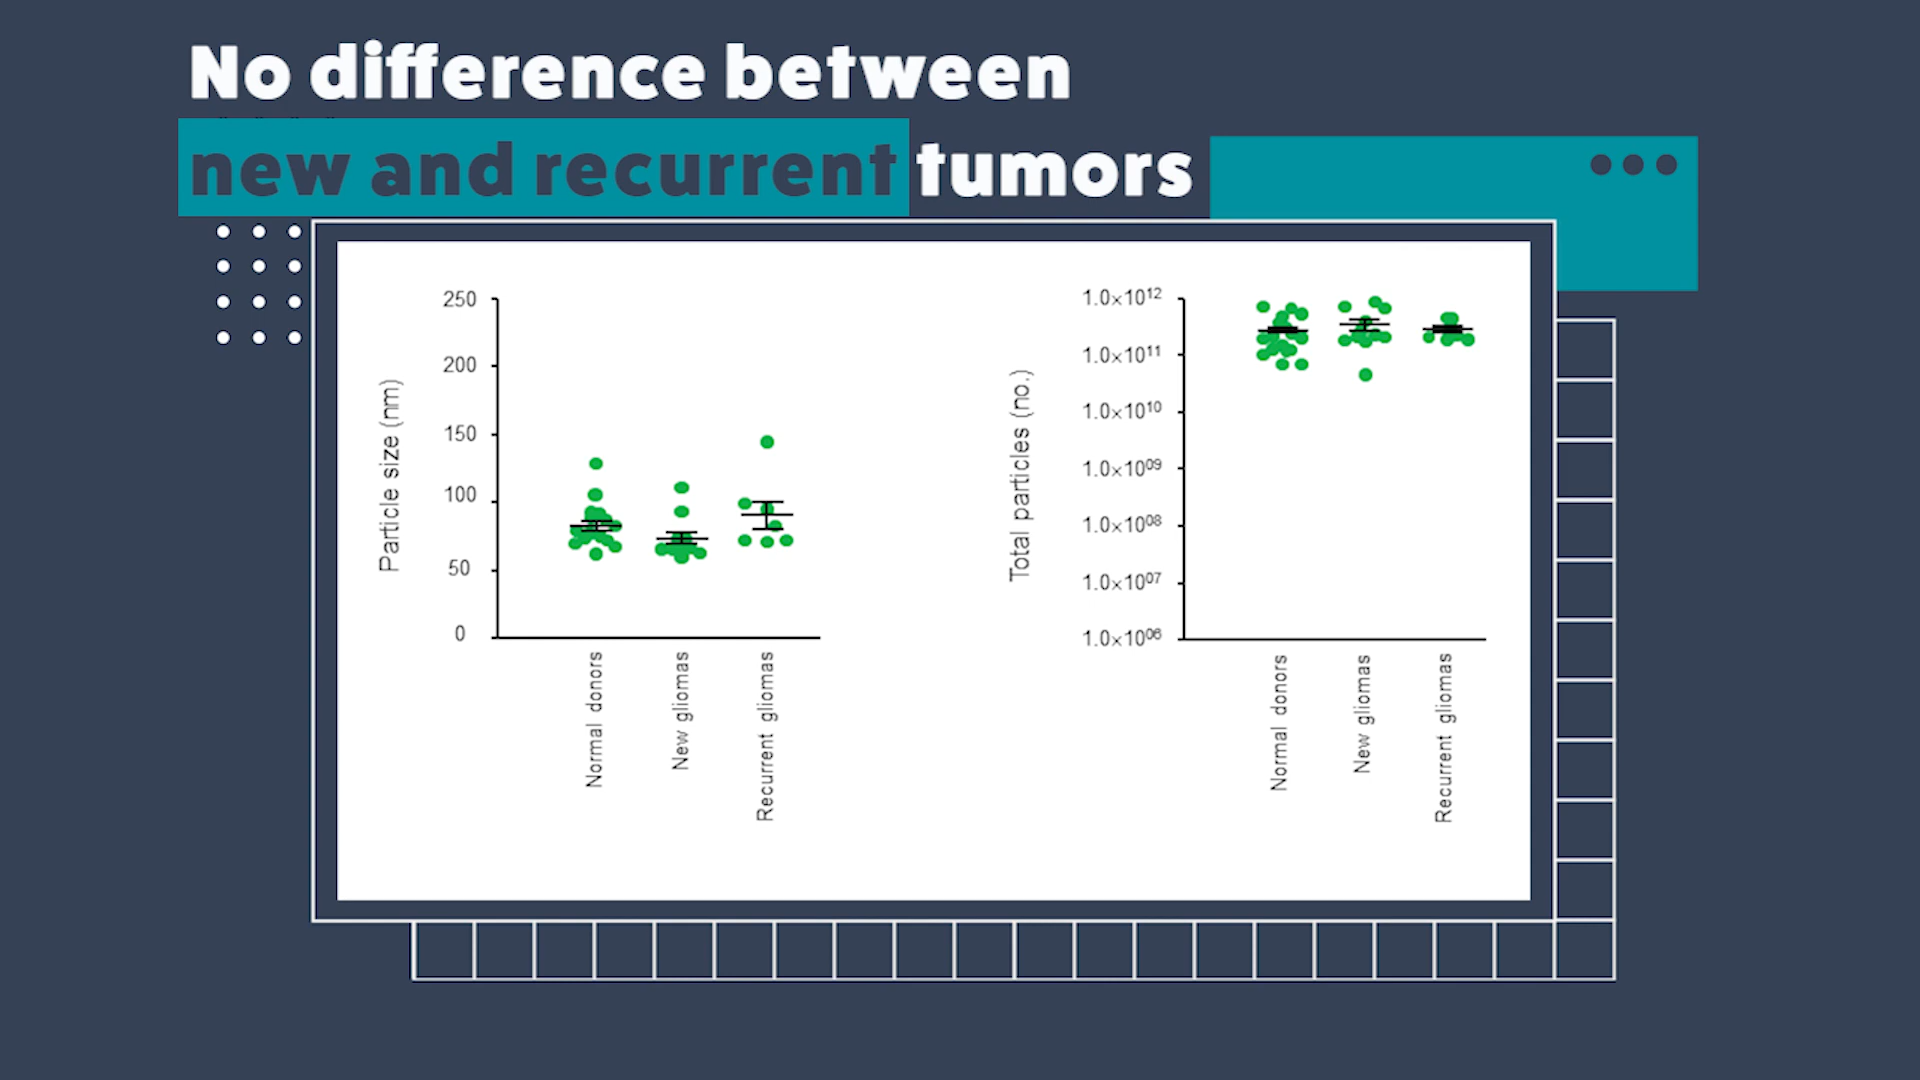 No difference between
new and recurrent tumors
Particle size (nm)
250
200
150
100
50
0
Normal donors
New gliomas
Recurrent gliomas
Total particles (no.)
1.0×10¹²
1.0×10¹¹
1.0×10¹⁰
1.0×10⁰⁹
1.0×10⁰⁸
1.0×10⁰⁷
1.0×10⁰⁶
Normal donors
New gliomas
Recurrent gliomas